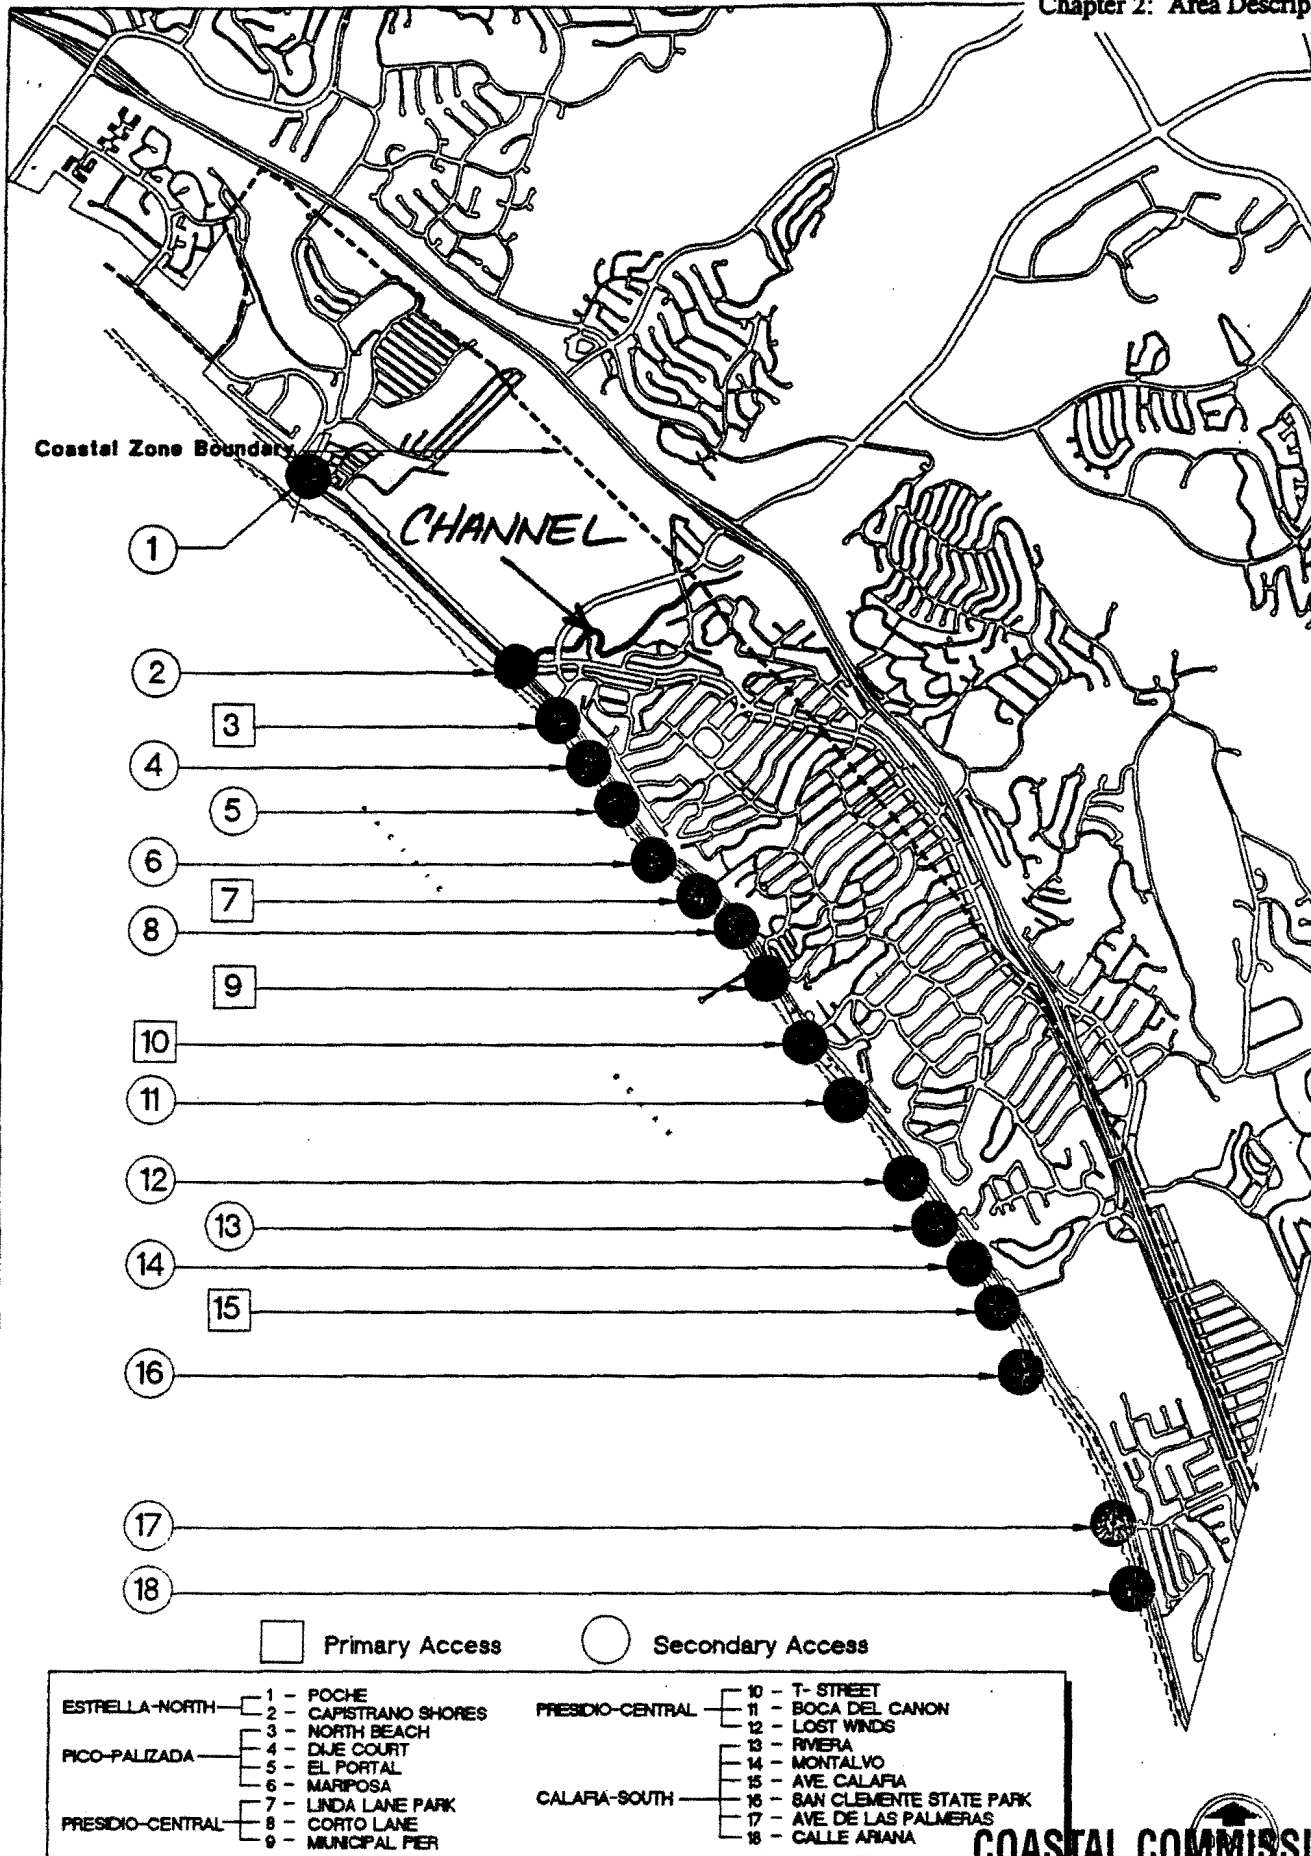 Chapter 2: Area Descrip
Coastal Zone Boundary
CHANNEL
1
2
3
4
5
6
7
8
9
10
11
12
13
14
15
16
17
18
Primary Access
Secondary Access
ESTRELLA-NORTH
1 - POCHE
2 - CAPISTRANO SHORES
PICO-PALIZADA
3 - NORTH BEACH
4 - DIJE COURT
5 - EL PORTAL
6 - MARIPOSA
PRESIDIO-CENTRAL
7 - LINDA LANE PARK
8 - CORTO LANE
9 - MUNICIPAL PIER
PRESIDIO-CENTRAL
10 - T- STREET
11 - BOCA DEL CANON
12 - LOST WINDS
CALAFIA-SOUTH
13 - RIVIERA
14 - MONTALVO
15 - AVE. CALAFIA
16 - SAN CLEMENTE STATE PARK
17 - AVE. DE LAS PALMERAS
18 - CALLE ARIANA
COASTAL COMMISSI